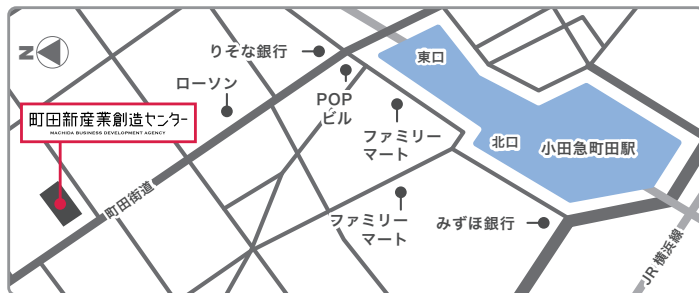 N
りそな銀行
東口
ローソン
POP
ビル
町田新産業創造センター
MACHIDA BUSINESS DEVELOPMENT AGENCY
ファミリー
マート
北口
小田急町田駅
町田街道
ファミリー
マート
みずほ銀行
JR 横浜線